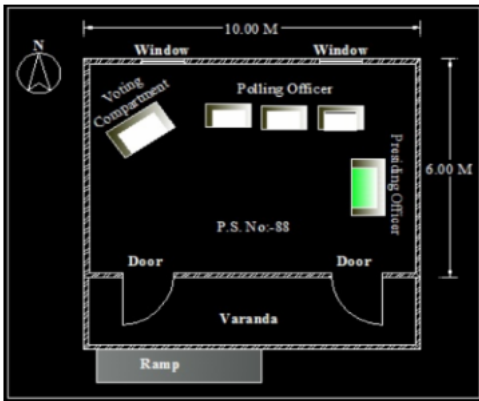 10.00 M
N
Window
Window
Voting
Compartment
Polling Officer
Presiding Officer
6.00 M
P.S. No:-88
Door
Door
Varanda
Ramp